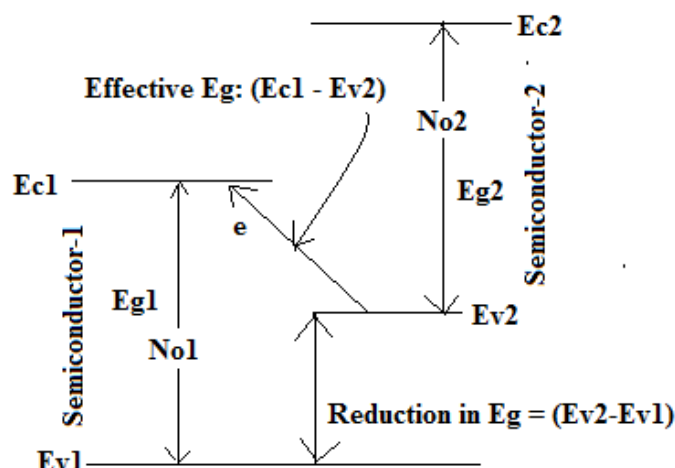 Ec2
Effective Eg: (Ec1 - Ev2)
No2
Ec1
Eg2
Semiconductor-2
e
Semiconductor-1
Eg1
Ev2
No1
Reduction in Eg = (Ev2-Ev1)
Ev1